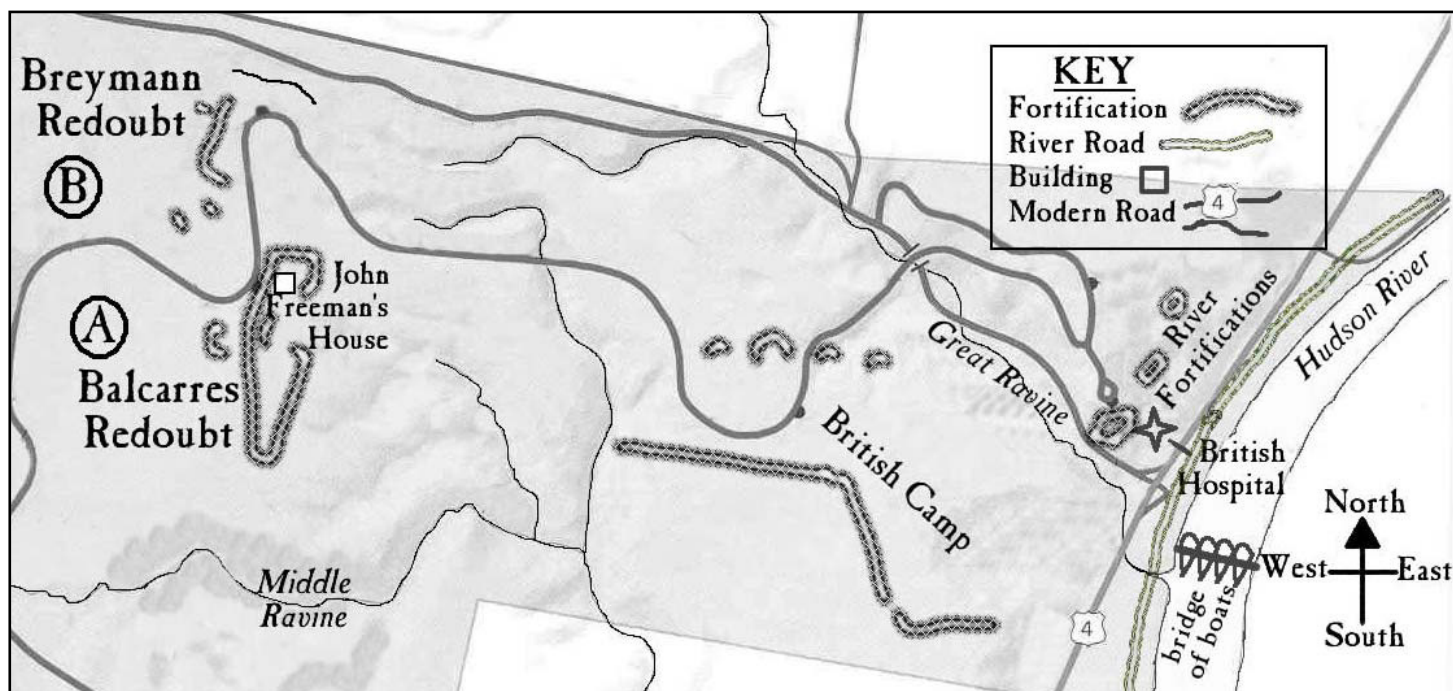 Breymann
Redoubt
B
A
John
Freeman's
House
Balcarres
Redoubt
Middle
Ravine
British Camp
Great Ravine
River
Fortifications
British
Hospital
Hudson River
bridge
of boats
4
KEY
Fortification
River Road
Building
Modern Road
4
North
West
East
South